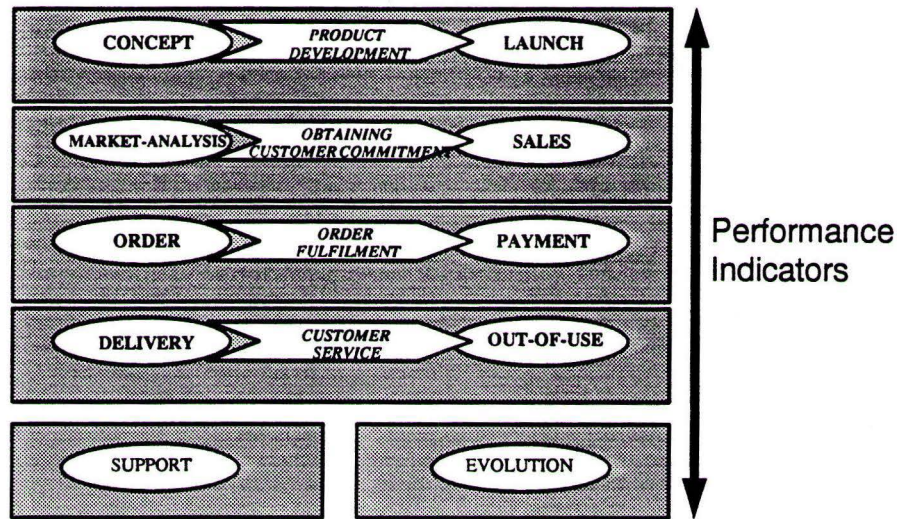 CONCEPT
PRODUCT
DEVELOPMENT
LAUNCH
MARKET-ANALYSIS
OBTAINING
CUSTOMER COMMITMENT
SALES
ORDER
ORDER
FULFILMENT
PAYMENT
DELIVERY
CUSTOMER
SERVICE
OUT-OF-USE
SUPPORT
EVOLUTION
Performance
Indicators